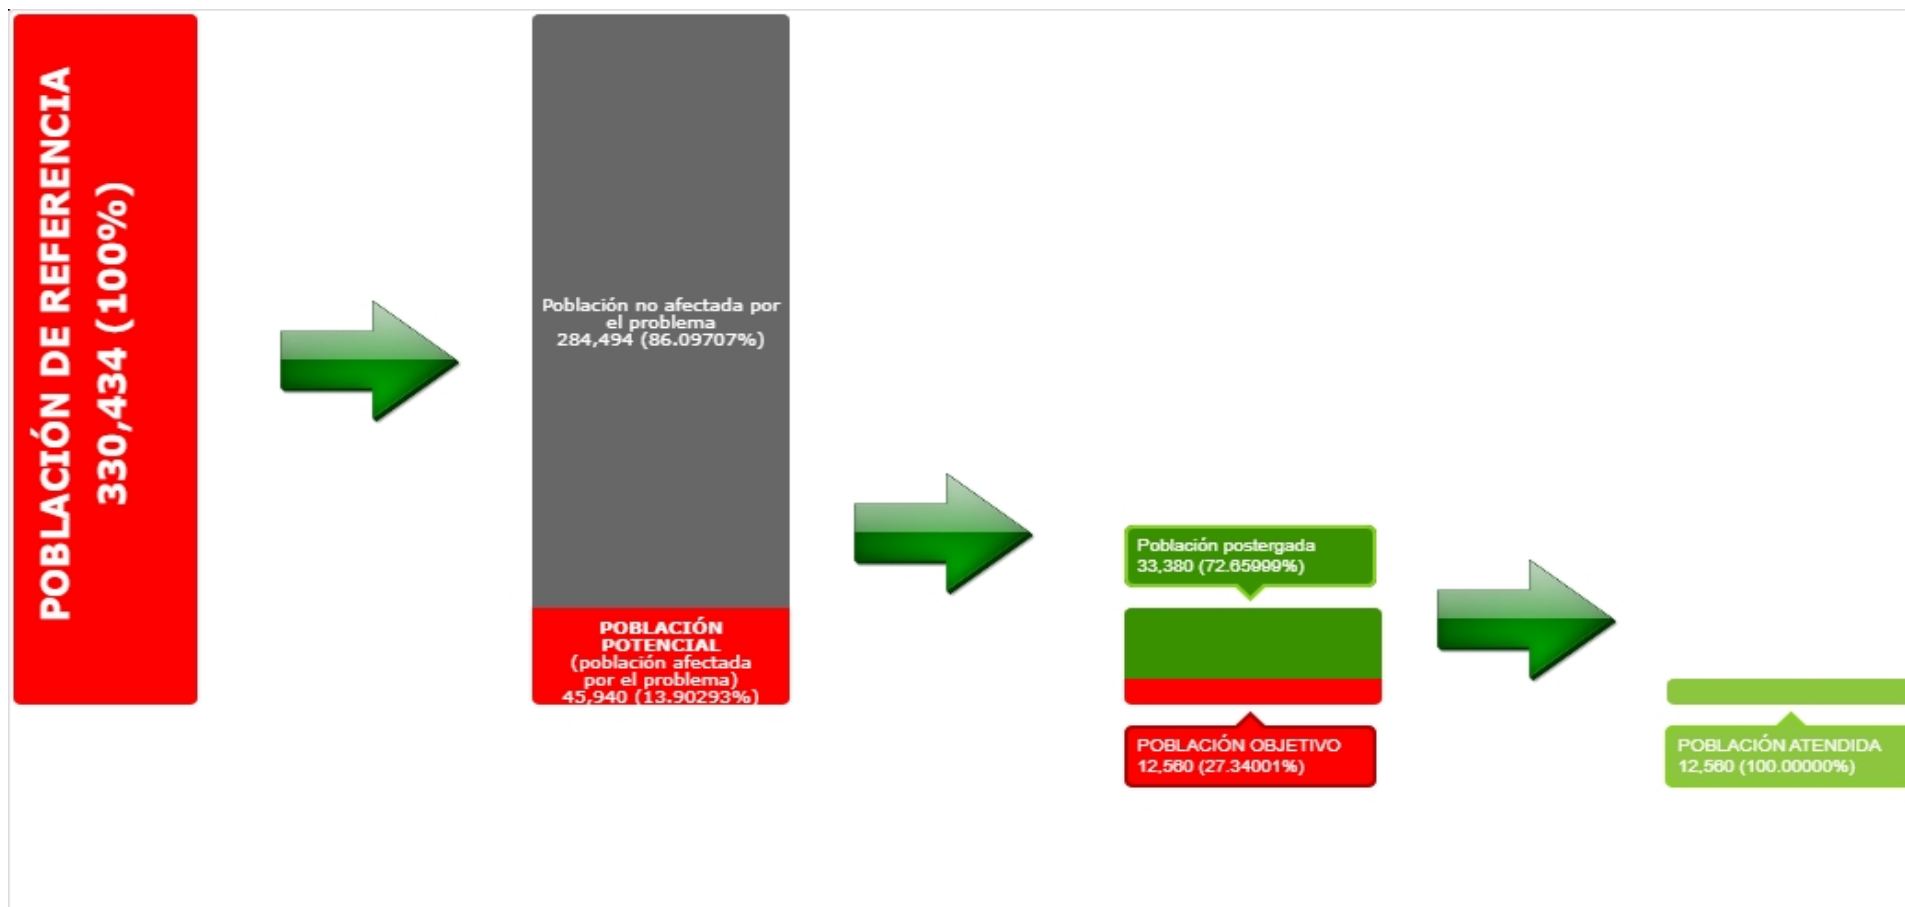 POBLACIÓN DE REFERENCIA
330,434 (100%)
Población no afectada por
el problema
284,494 (86.09707%)
POBLACIÓN
POTENCIAL
(población afectada
por el problema)
45,940 (13.90293%)
Población postergada
33,380 (72.65999%)
POBLACIÓN OBJETIVO
12,560 (27.34001%)
POBLACIÓN ATENDIDA
12,560 (100.00000%)